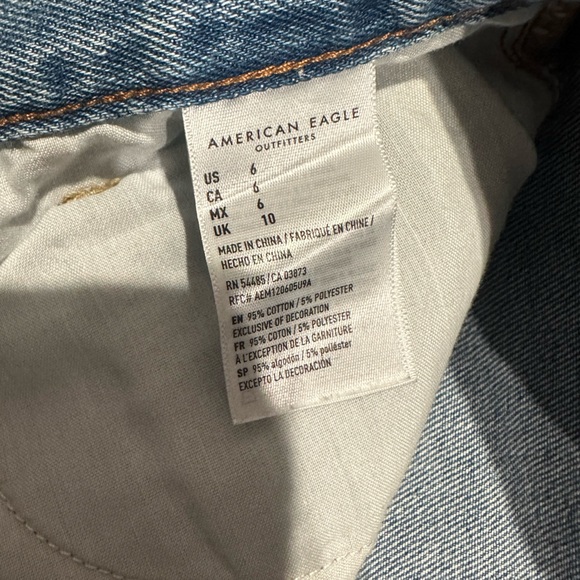 AMERICAN EAGLE
OUTFITTERS
US 6
CA 6
MX 6
UK 10
MADE IN CHINA / FABRIQUÉ EN CHINE /
HECHO EN CHINA
RN 54485 / CA 03873
RFC# AEM120605U9A
EN 95% COTTON / 5% POLYESTER
EXCLUSIVE OF DECORATION
FR 95% COTON / 5% POLYESTER
À L'EXCEPTION DE LA GARNITURE
SP 95% algodón / 5% poliéster
EXCEPTO LA DECORACIÓN